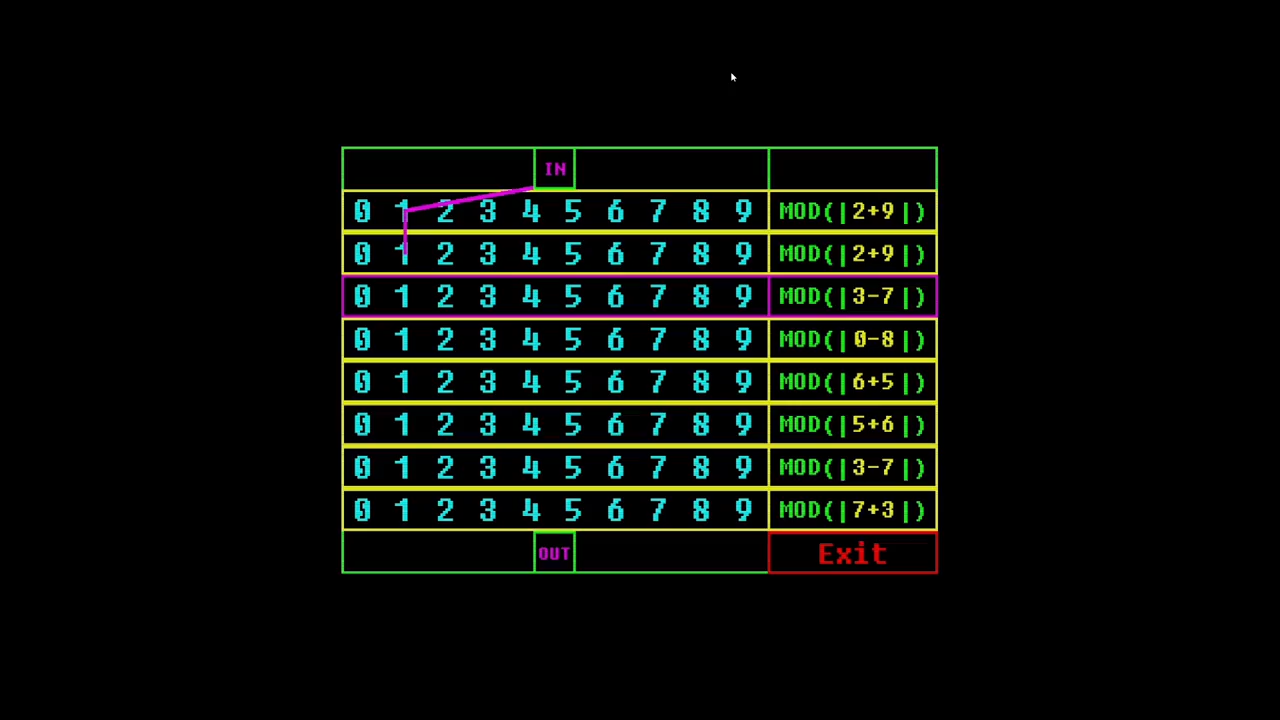 IN
0 1 2 3 4 5 6 7 8 9 MOD(|2+9|)
0 1 2 3 4 5 6 7 8 9 MOD(|2+9|)
0 1 2 3 4 5 6 7 8 9 MOD(|3-7|)
0 1 2 3 4 5 6 7 8 9 MOD(|0-8|)
0 1 2 3 4 5 6 7 8 9 MOD(|6+5|)
0 1 2 3 4 5 6 7 8 9 MOD(|5+6|)
0 1 2 3 4 5 6 7 8 9 MOD(|3-7|)
0 1 2 3 4 5 6 7 8 9 MOD(|7+3|)
OUT Exit